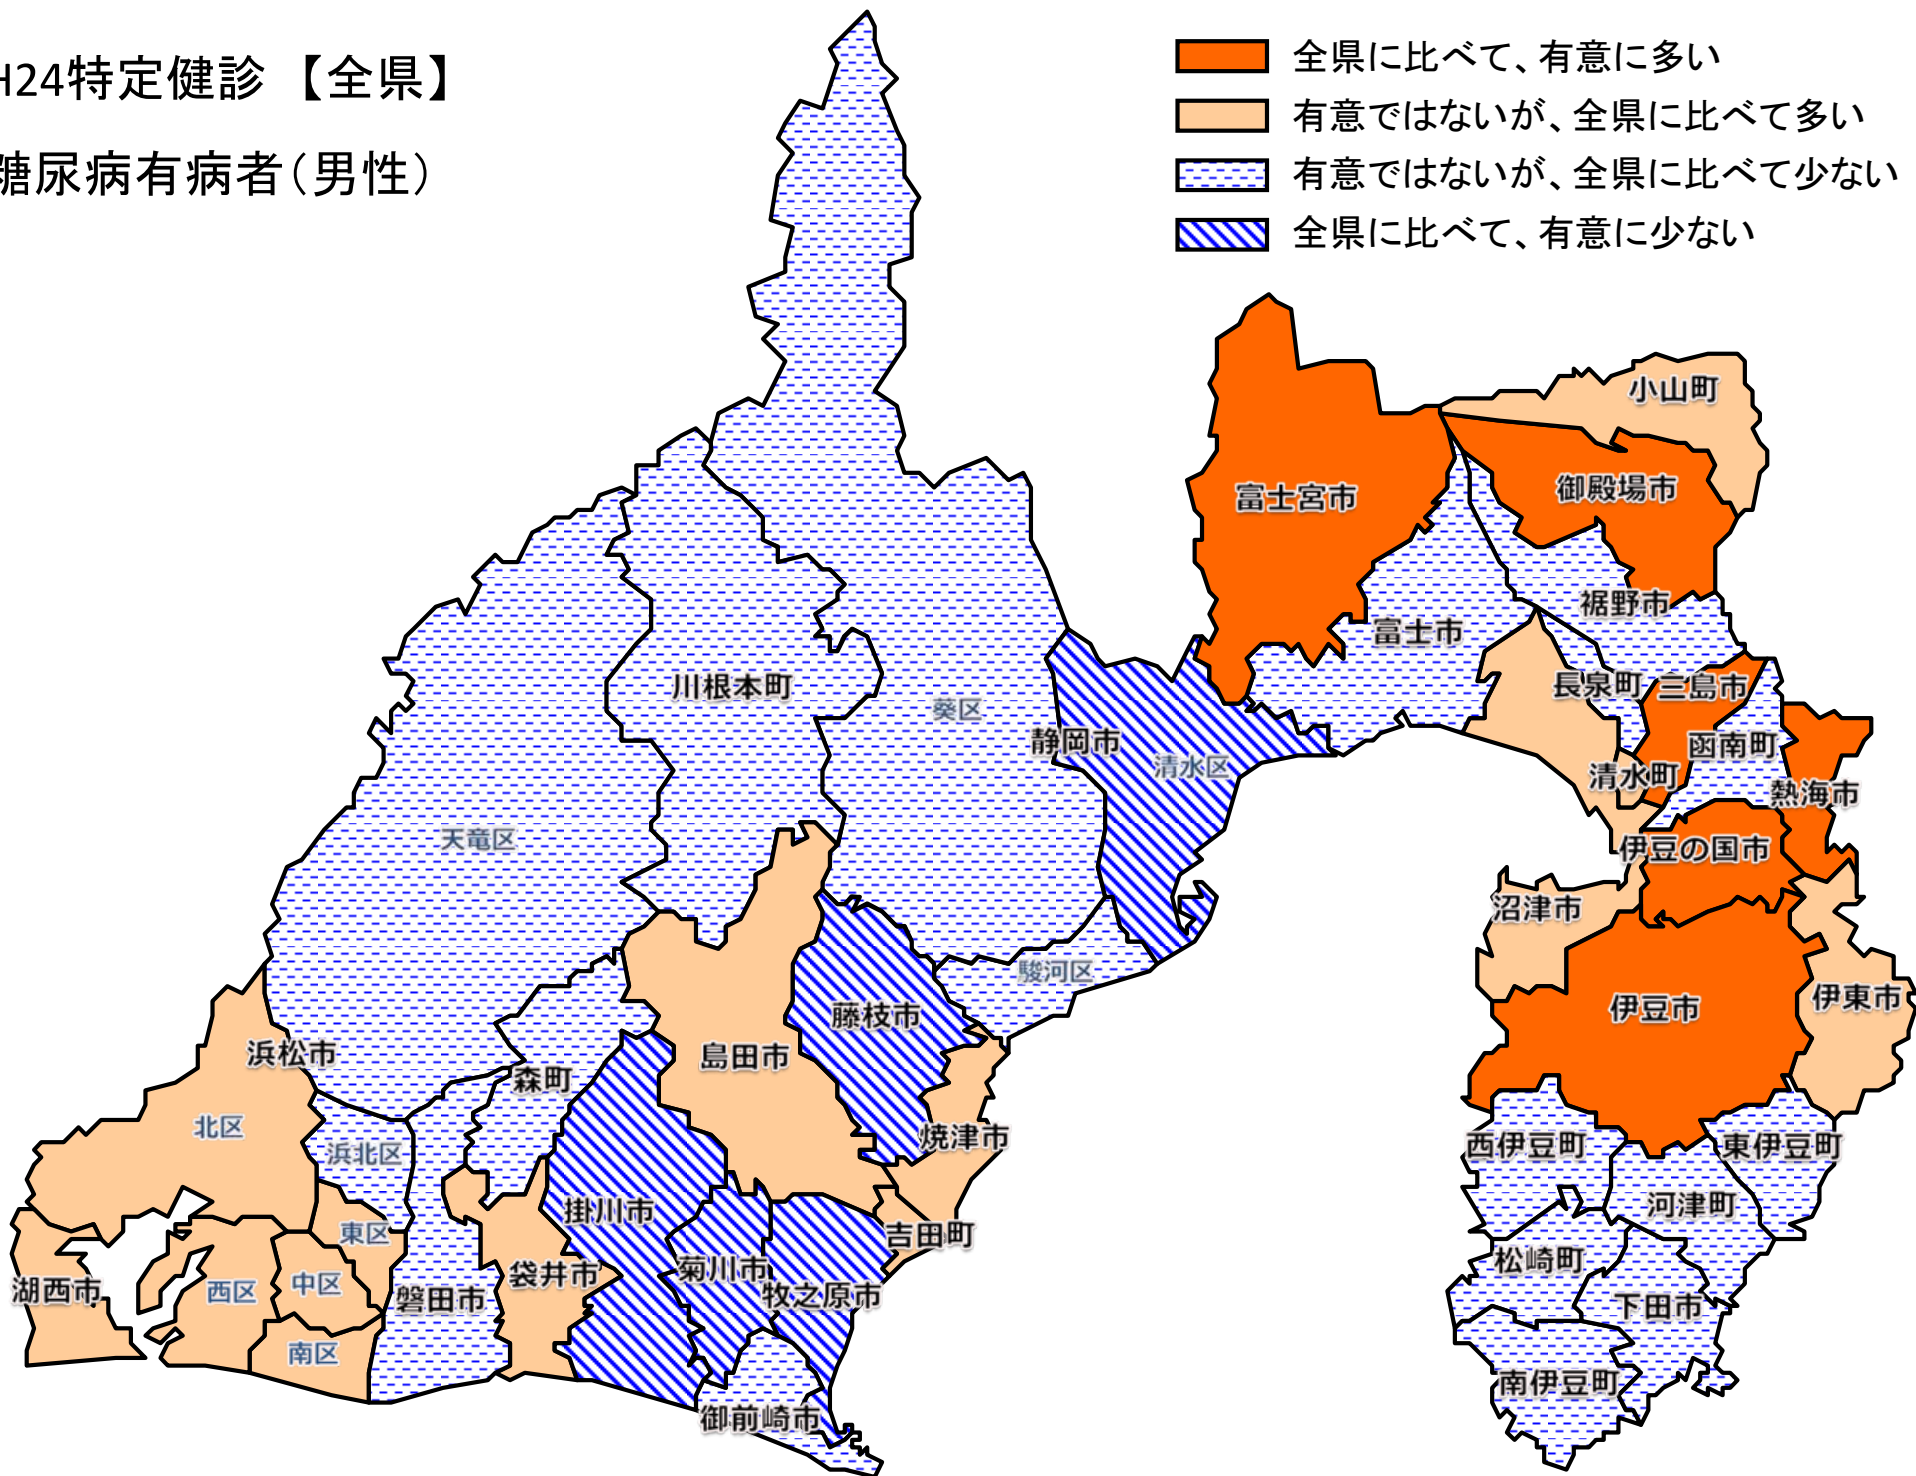 H24特定健診 【全県】
糖尿病有病者(男性)
全県に比べて、有意に多い
有意ではないが、全県に比べて多い
有意ではないが、全県に比べて少ない
全県に比べて、有意に少ない
小山町
御殿場市
富士宮市
裾野市
富士市
長泉町
三島市
川根本町
葵区
静岡市
清水区
函南町
清水町
熱海市
天竜区
伊豆の国市
沼津市
駿河区
伊東市
伊豆市
藤枝市
浜松市
島田市
森町
北区
焼津市
浜北区
西伊豆町
東伊豆町
掛川市
河津町
東区
吉田町
松崎町
湖西市
西区
中区
磐田市
袋井市
菊川市
牧之原市
下田市
南区
南伊豆町
御前崎市